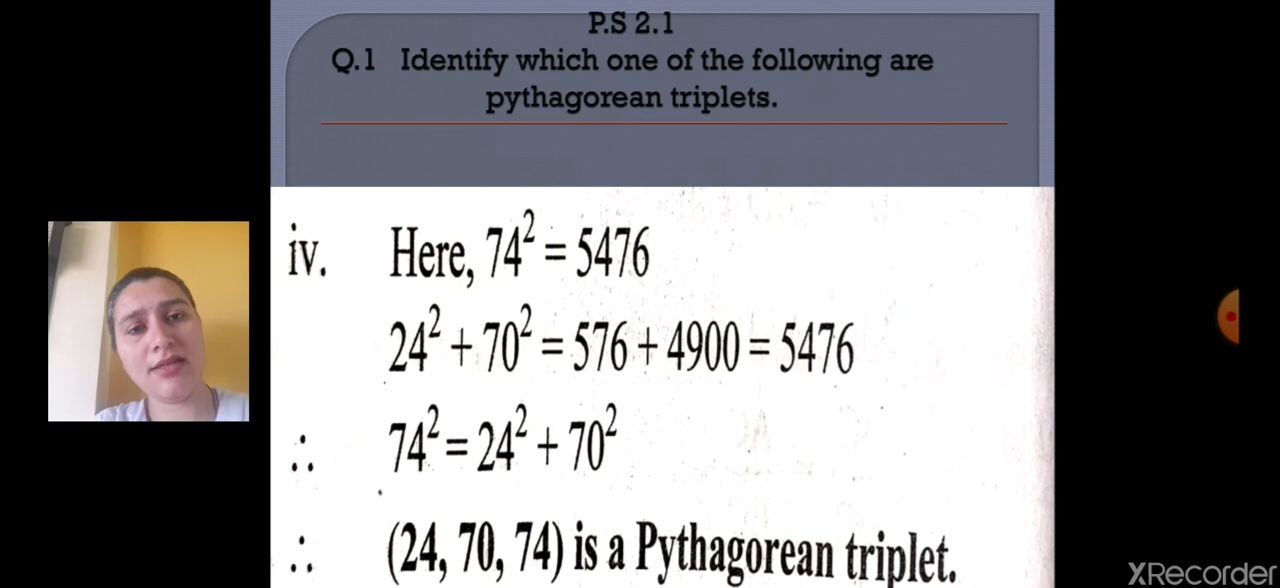 P.S 2.1
Q.1 Identify which one of the following are
pythagorean triplets.
iv. Here, 74² = 5476
24² + 70² = 576 + 4900 = 5476
∴ 74² = 24² + 70²
∴ (24, 70, 74) is a Pythagorean triplet.
XRecorder